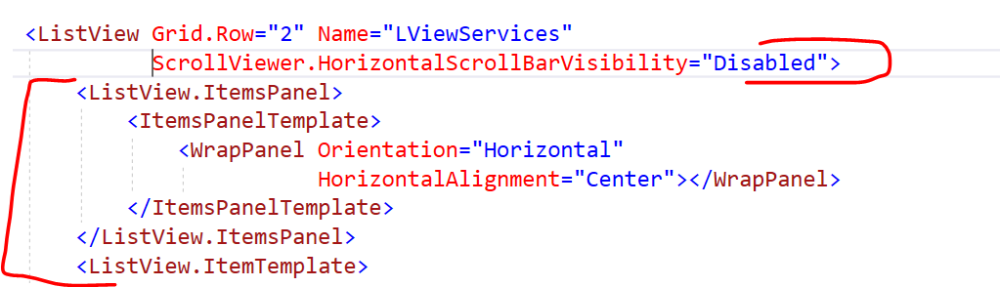 <ListView Grid.Row="2" Name="LViewServices"
ScrollViewer.HorizontalScrollBarVisibility="Disabled">
<ListView.ItemsPanel>
<ItemsPanelTemplate>
<WrapPanel Orientation="Horizontal"
HorizontalAlignment="Center"></WrapPanel>
</ItemsPanelTemplate>
</ListView.ItemsPanel>
<ListView.ItemTemplate>